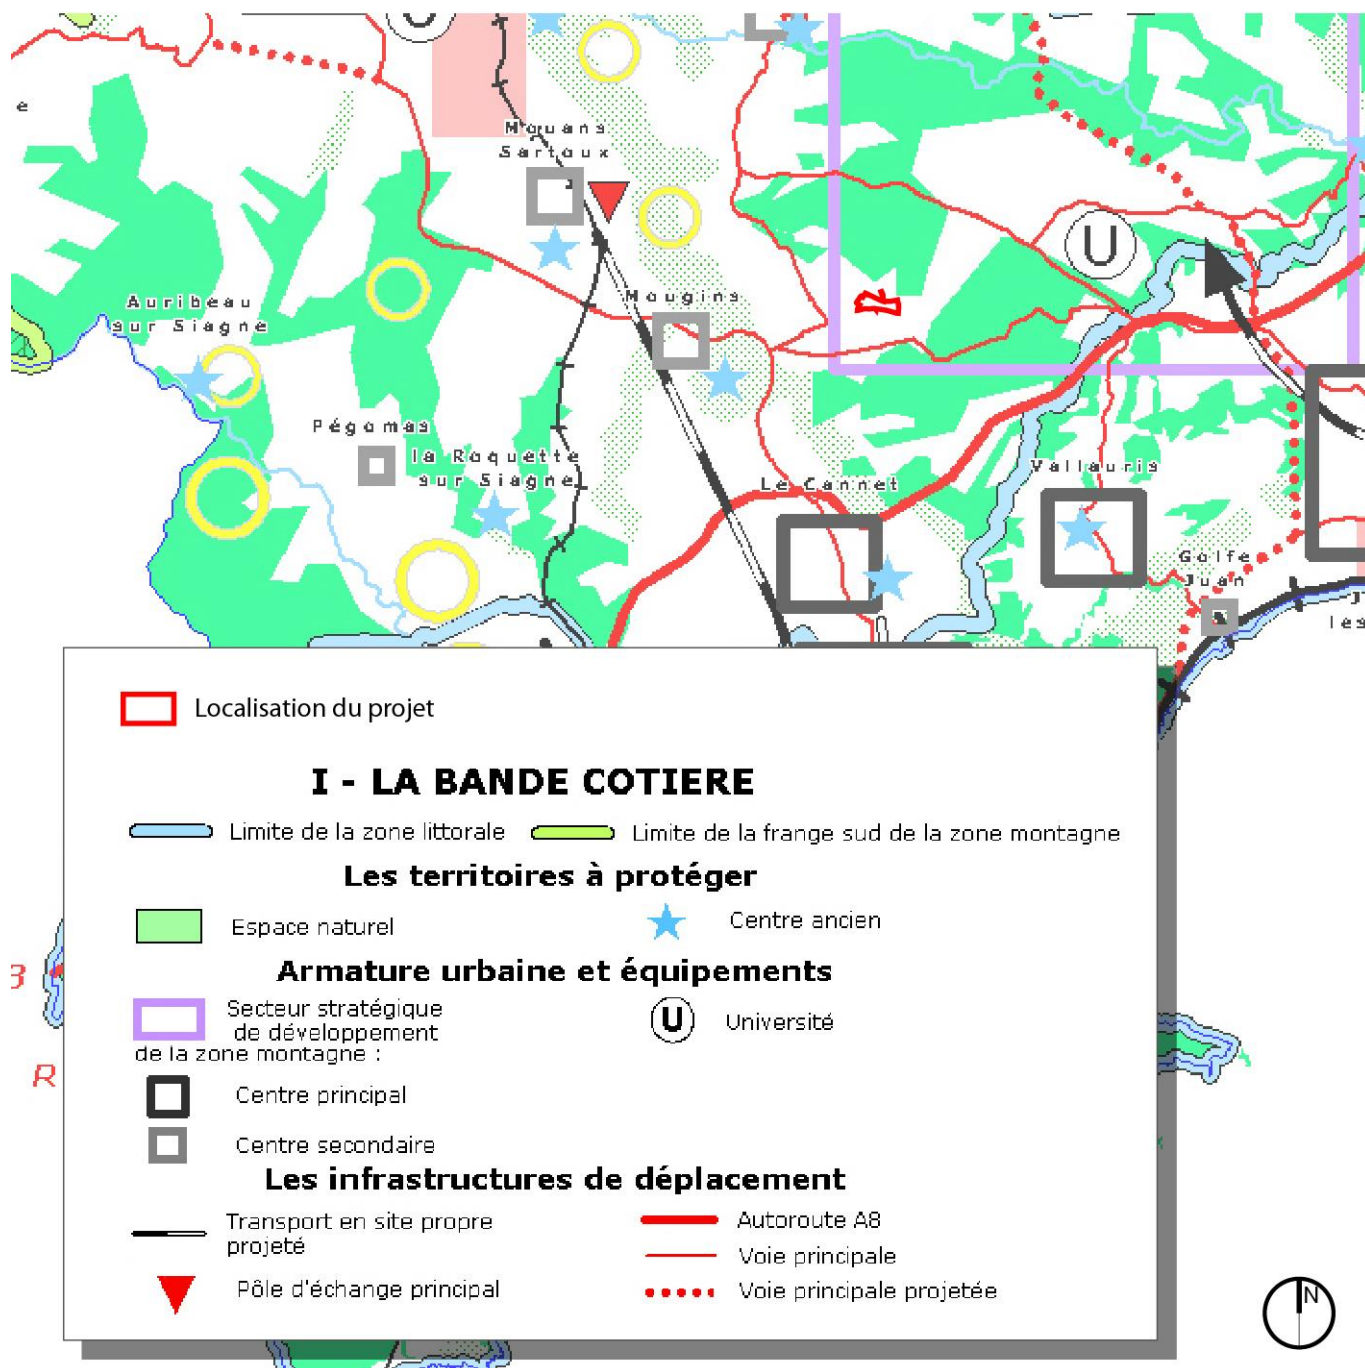 U
e
Mouans
Sartoux
U
Mougins
Auribeau
sur Siagne
Pégomas
la Roquette
sur Siagne
Le Cannet
Vallauris
Golfe
Juan
J
les
Localisation du projet
I - LA BANDE COTIERE
Limite de la zone littorale
Limite de la frange sud de la zone montagne
Les territoires à protéger
Espace naturel
Centre ancien
Armature urbaine et équipements
Secteur stratégique
de développement
U
Université
de la zone montagne :
Centre principal
Centre secondaire
Les infrastructures de déplacement
Transport en site propre
projeté
Autoroute A8
Voie principale
Pôle d'échange principal
Voie principale projetée
B
R
N